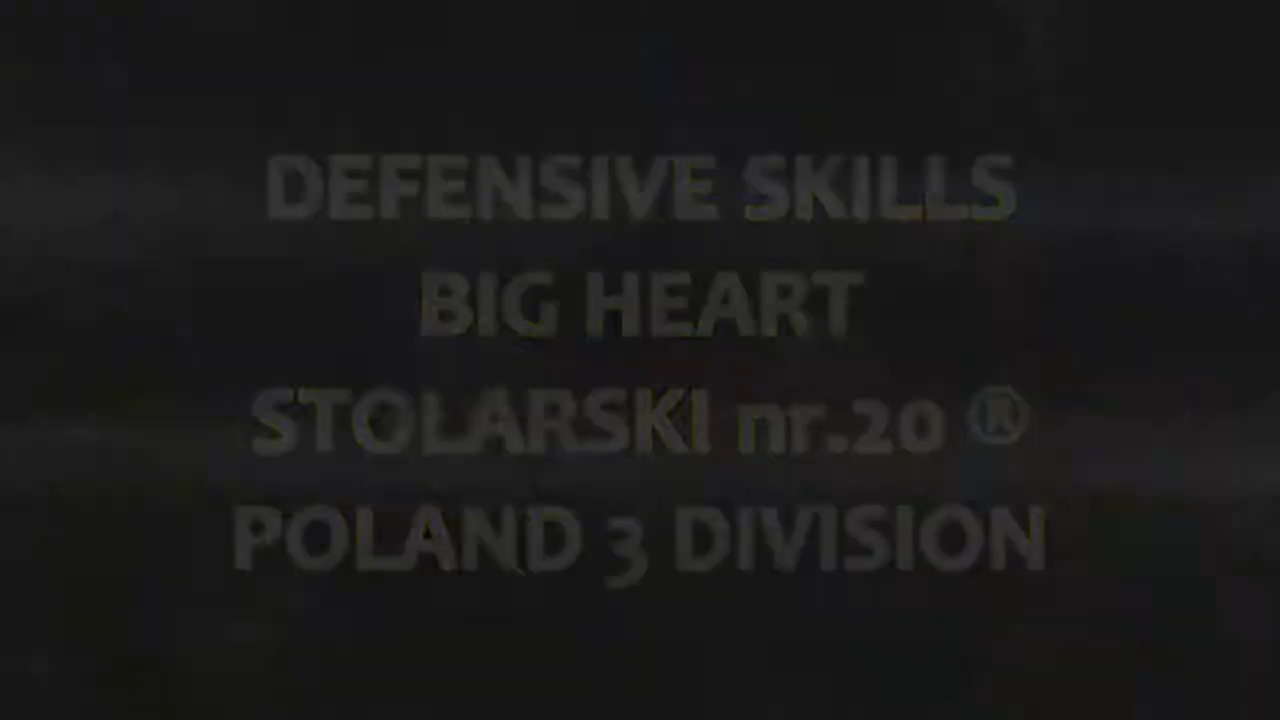 DEFENSIVE SKILLS
BIG HEART
STOLARSKI nr.20 ®
POLAND 3 DIVISION